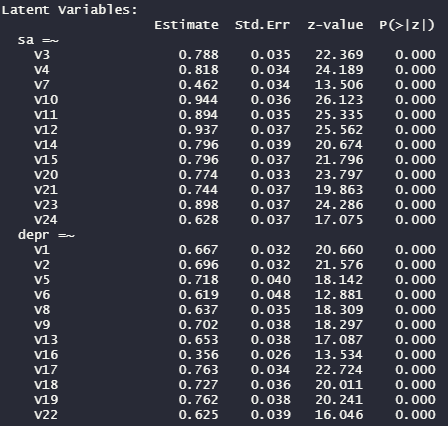 Latent Variables:
Estimate Std.Err z-value P(>|z|)
sa =~
v3 0.788 0.035 22.369 0.000
v4 0.818 0.034 24.189 0.000
v7 0.462 0.034 13.506 0.000
v10 0.944 0.036 26.123 0.000
v11 0.894 0.035 25.335 0.000
v12 0.937 0.037 25.562 0.000
v14 0.796 0.039 20.674 0.000
v15 0.796 0.037 21.796 0.000
v20 0.774 0.033 23.797 0.000
v21 0.744 0.037 19.863 0.000
v23 0.898 0.037 24.286 0.000
v24 0.628 0.037 17.075 0.000
depr =~
v1 0.667 0.032 20.660 0.000
v2 0.696 0.032 21.576 0.000
v5 0.718 0.040 18.142 0.000
v6 0.619 0.048 12.881 0.000
v8 0.637 0.035 18.309 0.000
v9 0.702 0.038 18.297 0.000
v13 0.653 0.038 17.087 0.000
v16 0.356 0.026 13.534 0.000
v17 0.763 0.034 22.724 0.000
v18 0.727 0.036 20.011 0.000
v19 0.762 0.038 20.241 0.000
v22 0.625 0.039 16.046 0.000